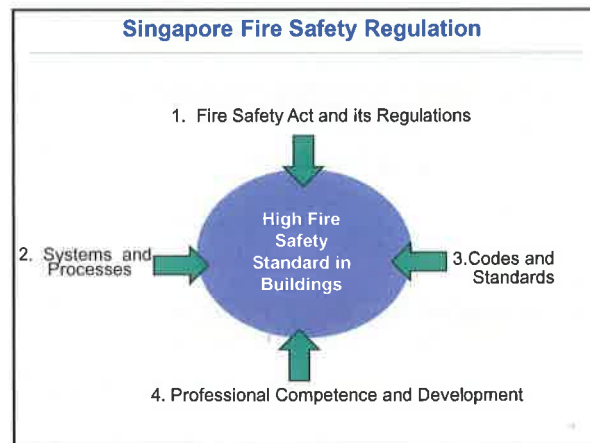 Singapore Fire Safety Regulation
1. Fire Safety Act and its Regulations
High Fire
Safety
Standard in
Buildings
2. Systems and
Processes
3.Codes and
Standards
4. Professional Competence and Development